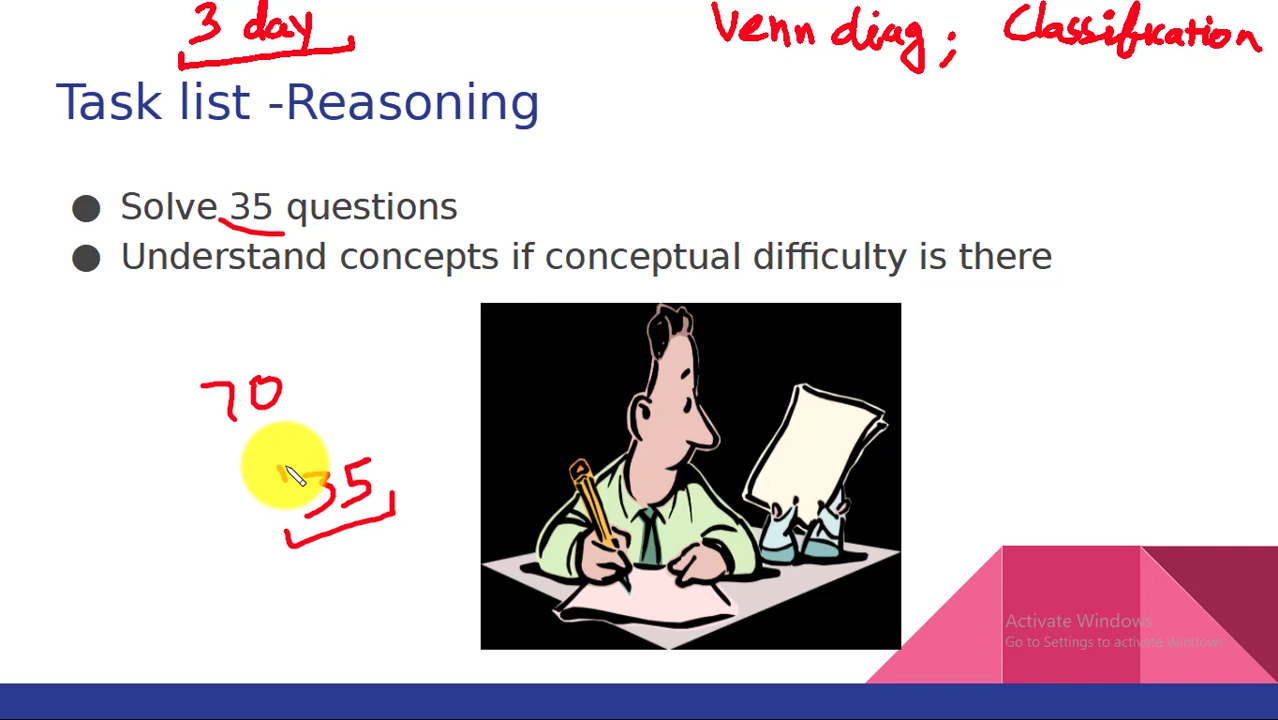 3 day
Venn diag; Classification
Task list -Reasoning
● Solve 35 questions
● Understand concepts if conceptual difficulty is there
70
35
Activate Windows
Go to Settings to activate Windows.